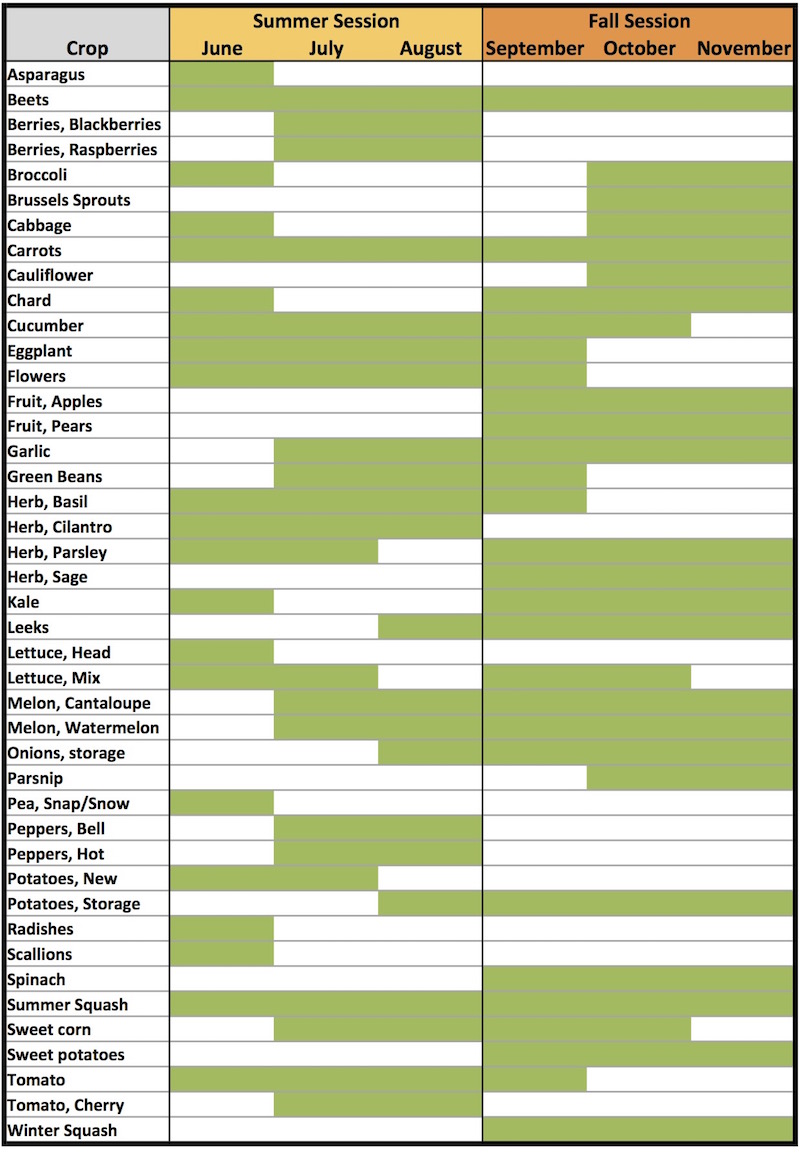 Summer Session Fall Session
Crop June July August September October November
Asparagus
Beets
Berries, Blackberries
Berries, Raspberries
Broccoli
Brussels Sprouts
Cabbage
Carrots
Cauliflower
Chard
Cucumber
Eggplant
Flowers
Fruit, Apples
Fruit, Pears
Garlic
Green Beans
Herb, Basil
Herb, Cilantro
Herb, Parsley
Herb, Sage
Kale
Leeks
Lettuce, Head
Lettuce, Mix
Melon, Cantaloupe
Melon, Watermelon
Onions, storage
Parsnip
Pea, Snap/Snow
Peppers, Bell
Peppers, Hot
Potatoes, New
Potatoes, Storage
Radishes
Scallions
Spinach
Summer Squash
Sweet corn
Sweet potatoes
Tomato
Tomato, Cherry
Winter Squash